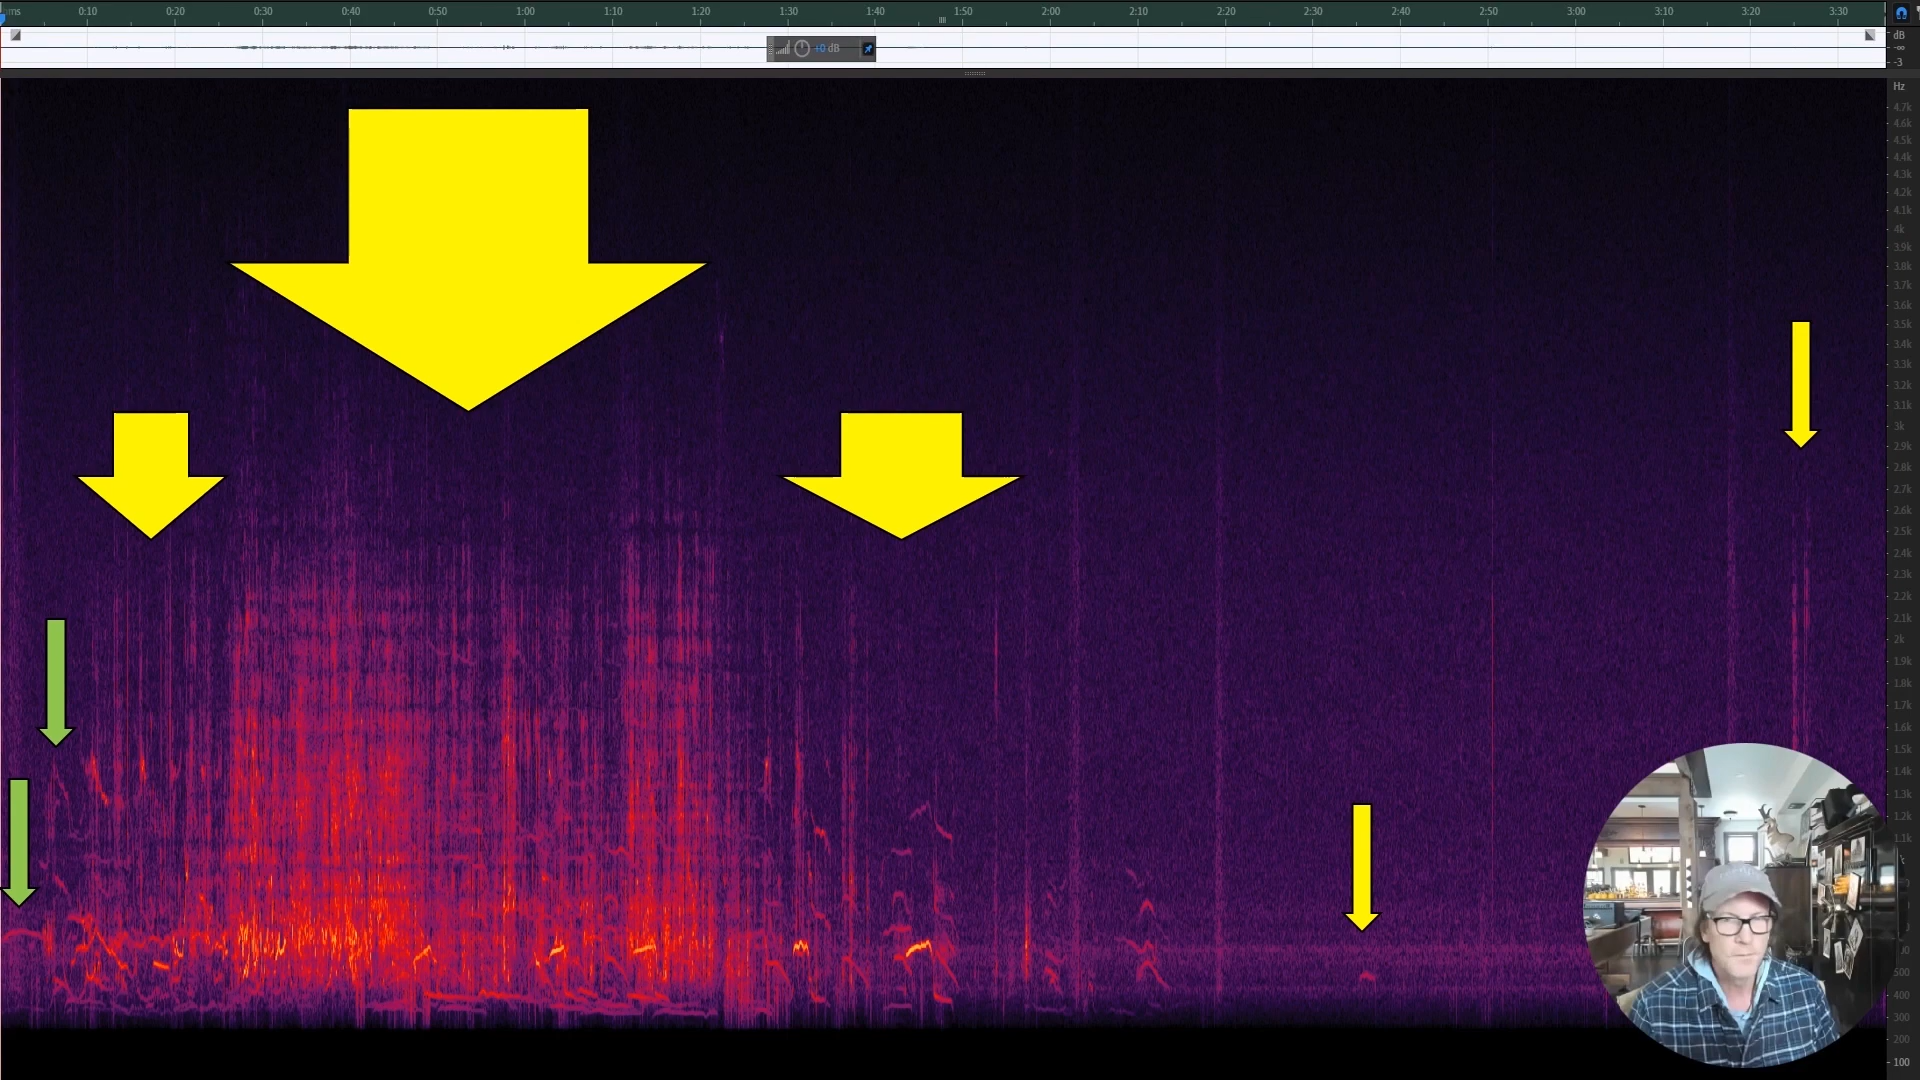 hms 0:10 0:20 0:30 0:40 0:50 1:00 1:10 1:20 1:30 1:40 1:50 2:00 2:10 2:20 2:30 2:40 2:50 3:00 3:10 3:20 3:30
dB
+0 dB
-∞
-3
Hz
4.7k
4.6k
4.5k
4.4k
4.3k
4.2k
4.1k
4k
3.9k
3.8k
3.7k
3.6k
3.5k
3.4k
3.3k
3.2k
3.1k
3k
2.9k
2.8k
2.7k
2.6k
2.5k
2.4k
2.3k
2.2k
2.1k
2k
1.9k
1.8k
1.7k
1.6k
1.5k
1.4k
1.3k
1.2k
1.1k
500
400
300
200
100